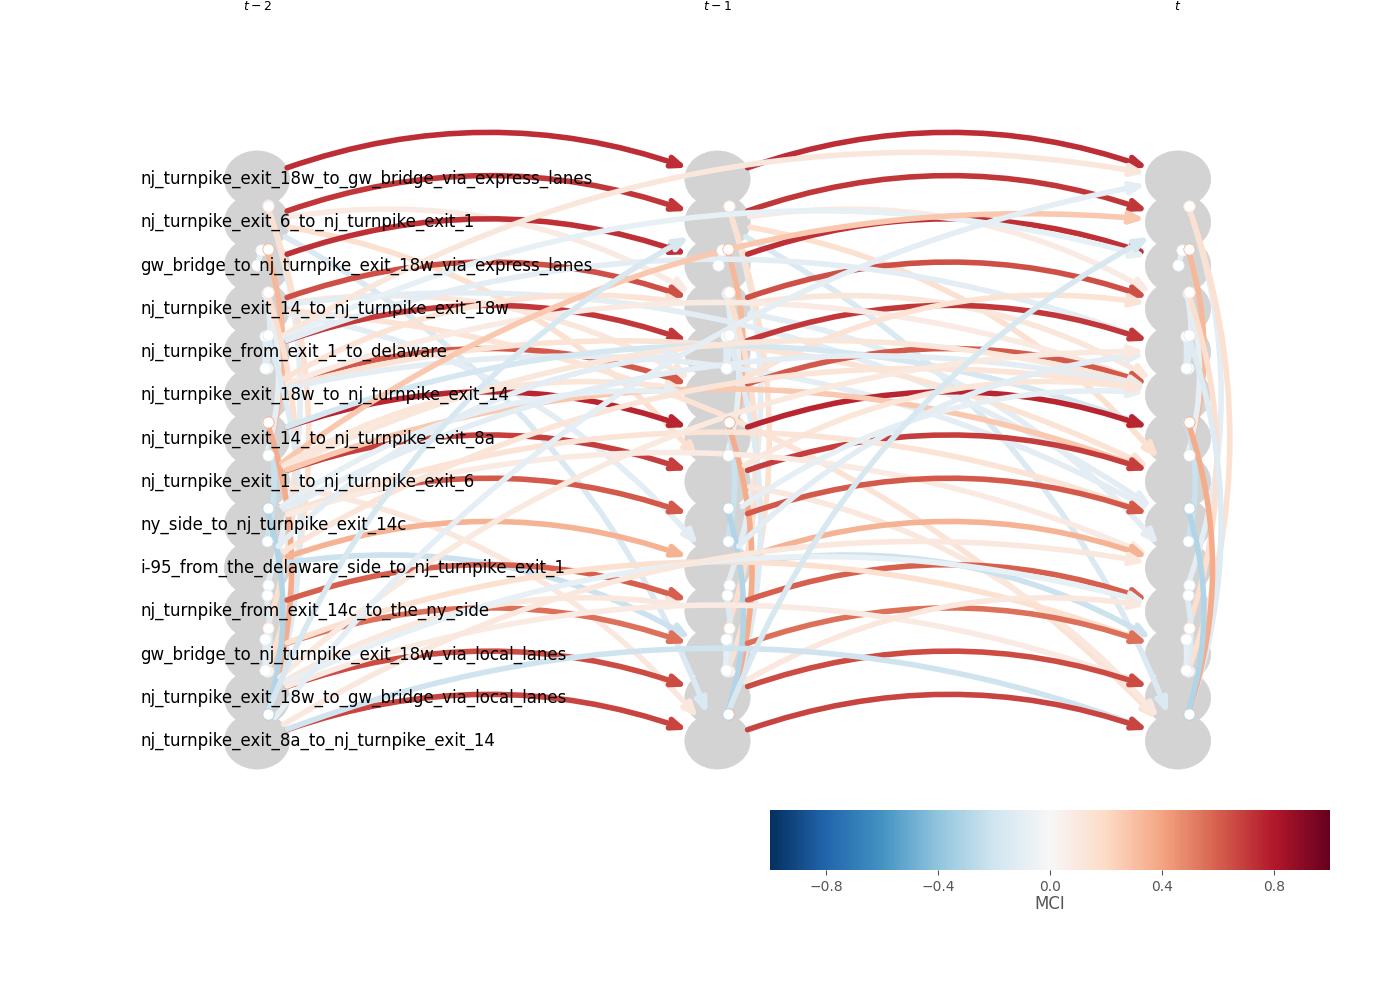 t − 2 t − 1 t
nj_turnpike_exit_18w_to_gw_bridge_via_express_lanes
nj_turnpike_exit_6_to_nj_turnpike_exit_1
gw_bridge_to_nj_turnpike_exit_18w_via_express_lanes
nj_turnpike_exit_14_to_nj_turnpike_exit_18w
nj_turnpike_from_exit_1_to_delaware
nj_turnpike_exit_18w_to_nj_turnpike_exit_14
nj_turnpike_exit_14_to_nj_turnpike_exit_8a
nj_turnpike_exit_1_to_nj_turnpike_exit_6
ny_side_to_nj_turnpike_exit_14c
i-95_from_the_delaware_side_to_nj_turnpike_exit_1
nj_turnpike_from_exit_14c_to_the_ny_side
gw_bridge_to_nj_turnpike_exit_18w_via_local_lanes
nj_turnpike_exit_18w_to_gw_bridge_via_local_lanes
nj_turnpike_exit_8a_to_nj_turnpike_exit_14
−0.8 −0.4 0.0 0.4 0.8
MCI